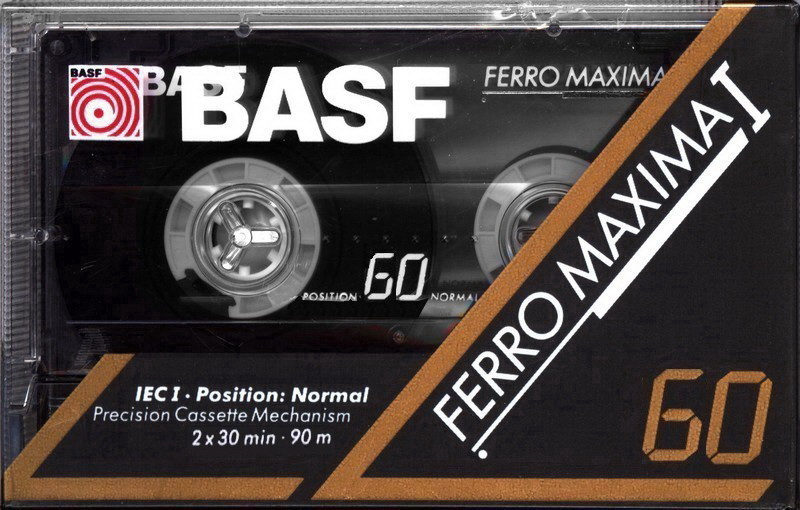 BASF
BASF
BASF
FERRO MAXIMA
POSITION 60 NORMAL
FERRO MAXIMA I
IEC I · Position: Normal
Precision Cassette Mechanism
2 x 30 min · 90 m
60